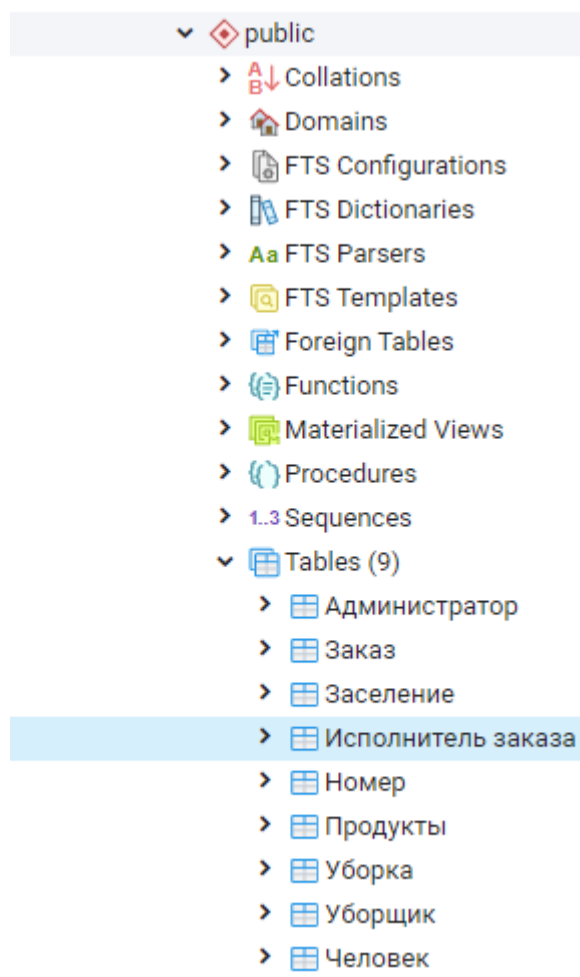 public
Collations
Domains
FTS Configurations
FTS Dictionaries
Aa FTS Parsers
FTS Templates
Foreign Tables
Functions
Materialized Views
Procedures
1..3 Sequences
Tables (9)
Администратор
Заказ
Заселение
Исполнитель заказа
Номер
Продукты
Уборка
Уборщик
Человек